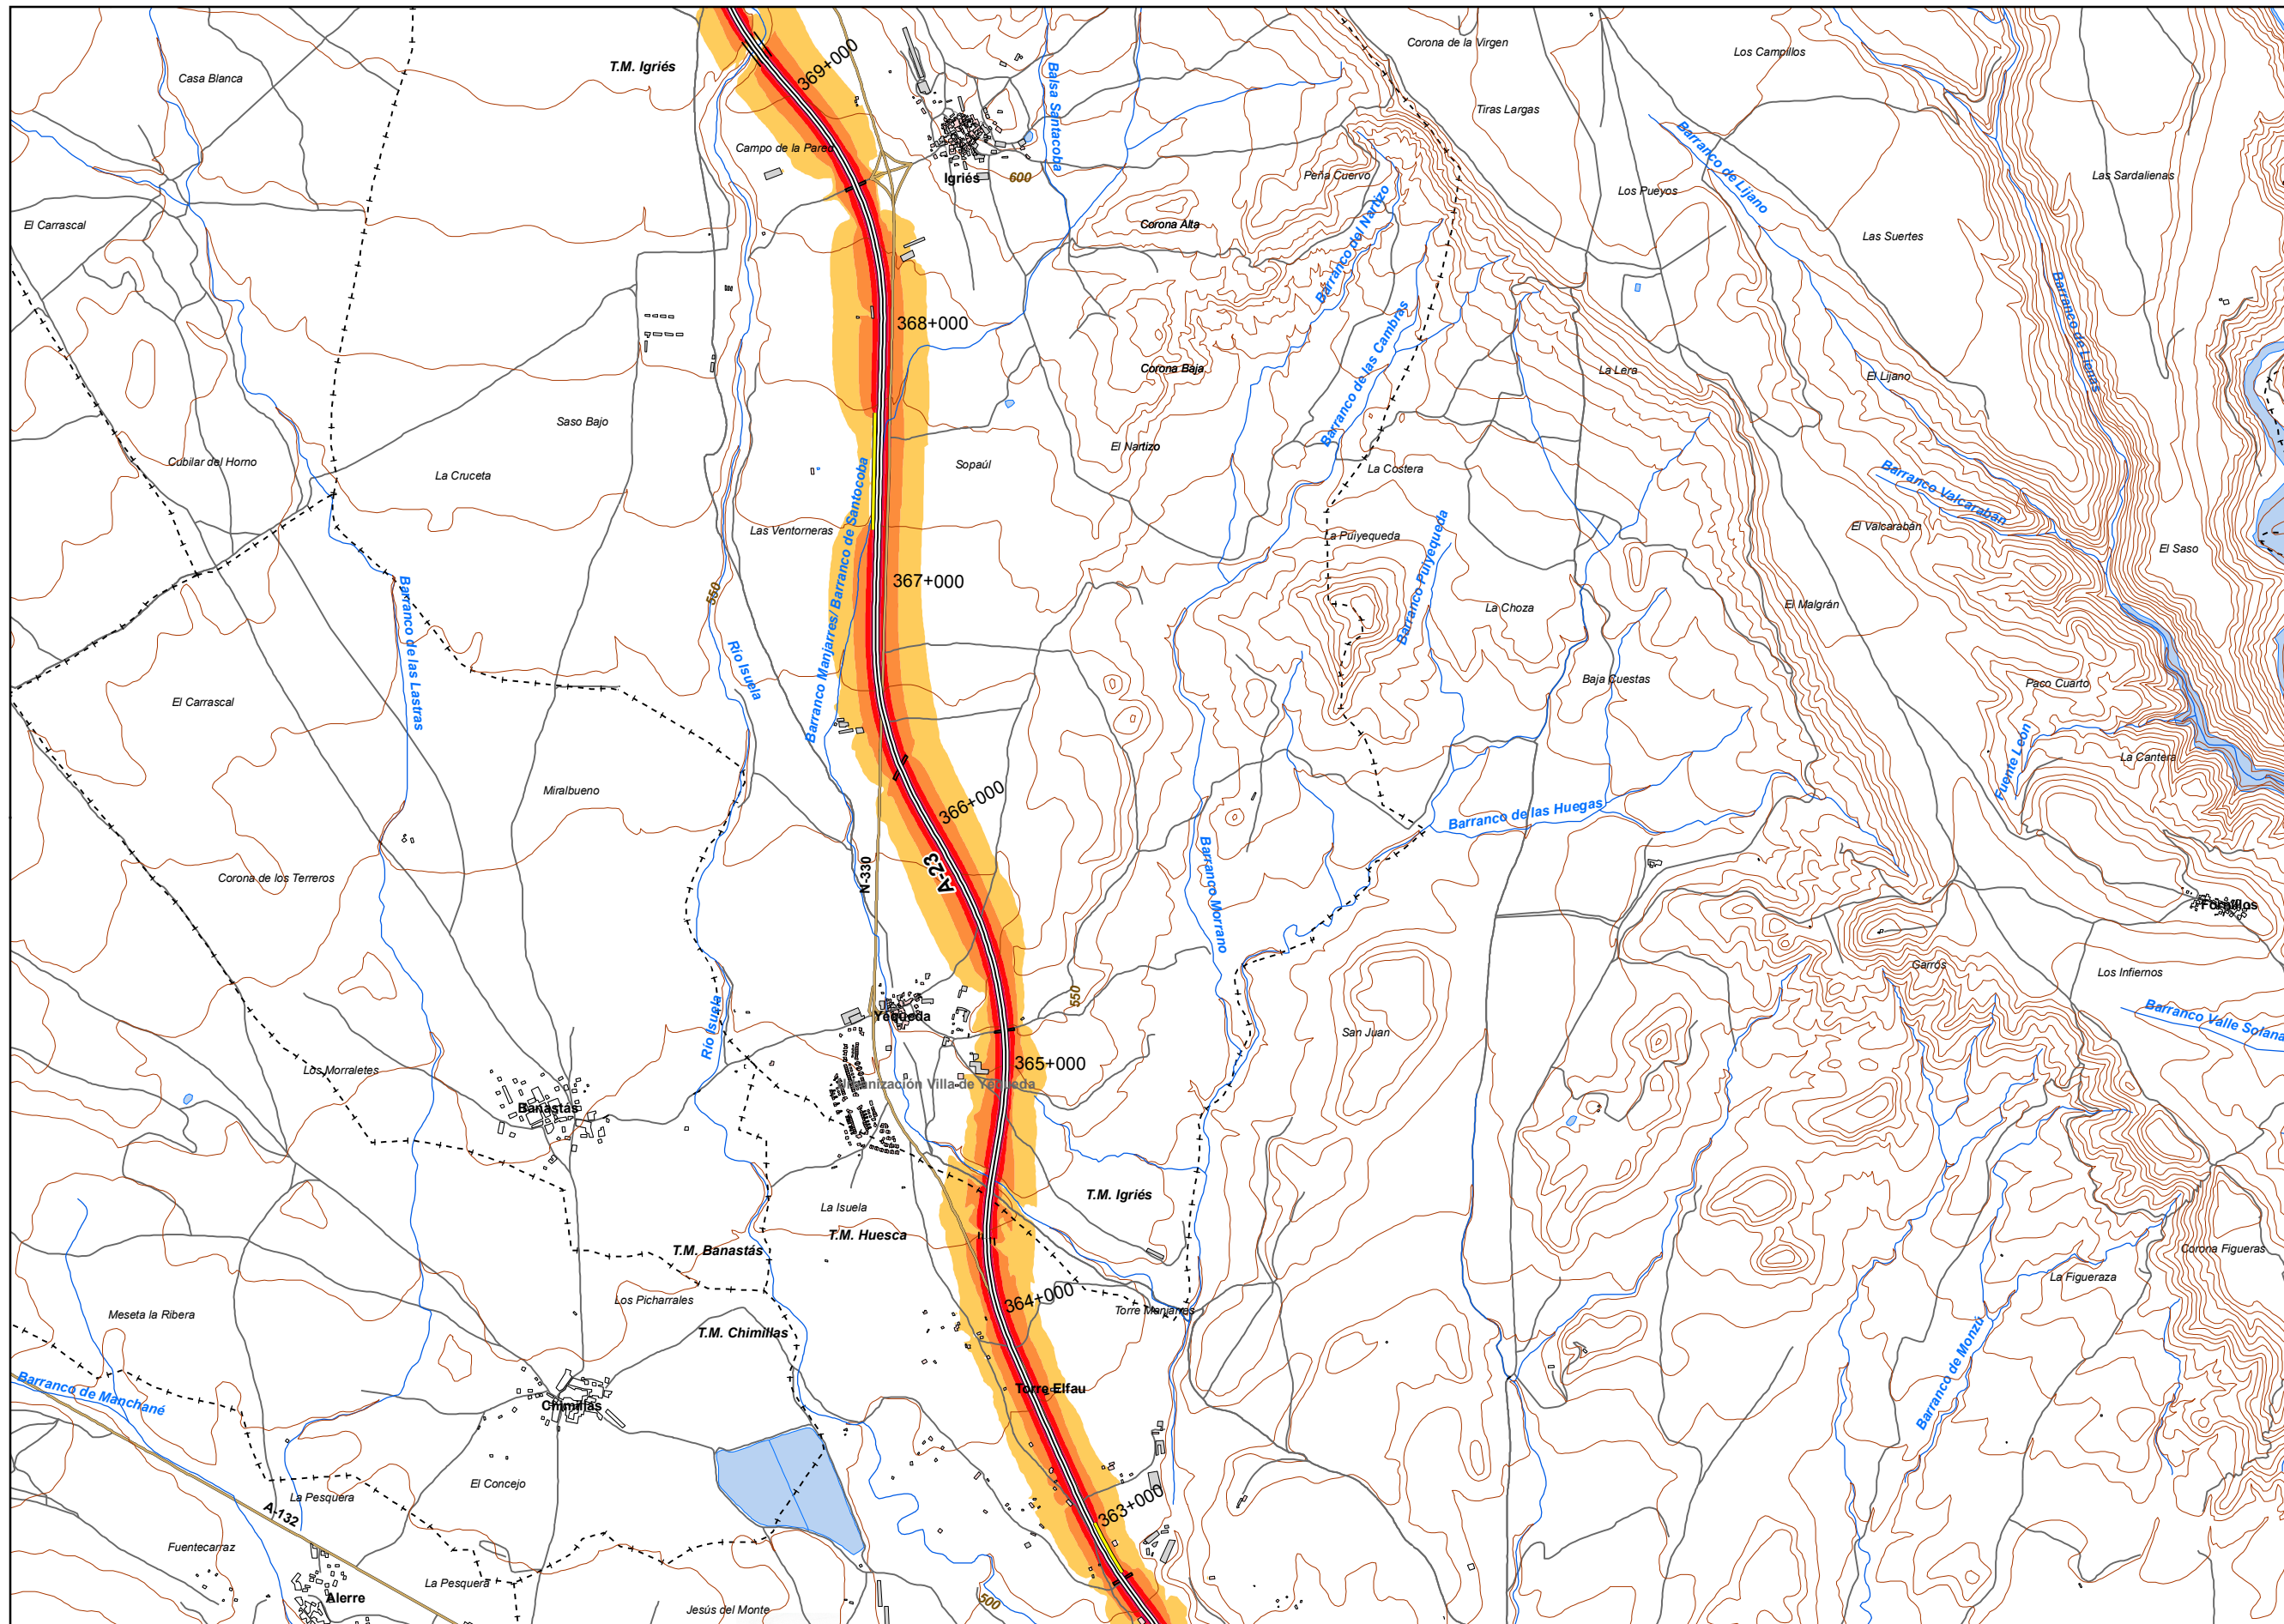 Corona de la Virgen
Los Campillos
369+000
T.M. Igriés
Casa Blanca
Balsa Santacoba
Tiras Largas
Barranco de Lijano
Campo de la Pared
Igriés
600
Peña Cuervo
Los Pueyos
Las Sardalienas
El Carrascal
Corona Alta
Barranco del Nartizo
Las Suertes
Barranco de Lienas
368+000
Corona Baja
Barranco de las Cambras
La Lera
El Lijano
Saso Bajo
El Nartizo
Cubilar del Horno
La Cruceta
Sopaúl
La Costera
Barranco Valcaraban
Las Ventorneras
Barranco Manjarres/ Barranco de Santocoba
La Puiyequeda
El Valcarabán
El Saso
367+000
550
Barranco Puiyequeda
La Choza
El Malgrán
Barranco de las Lastras
Río Isuela
El Carrascal
Baja Cuestas
Paco Cuarto
Fuente Leon
La Cantera
Miralbueno
366+000
Barranco de las Huegas
A-23
N-330
Barranco Morrano
Corona de los Terreros
Fornillos
Garrós
Los Infiernos
550
Barranco Valle Solana
Río Isuela
Yéqueda
San Juan
365+000
Los Morraletes
Urbanización Villa de Yéqueda
Banastás
T.M. Igriés
La Isuela
T.M. Huesca
T.M. Banastás
Corona Figueras
La Figueraza
Los Picharrales
364+000
Torre Manjarres
Meseta la Ribera
T.M. Chimillas
Barranco de Monzú
Barranco de Manchané
Torre Elfau
Chimillas
El Concejo
La Pesquera
363+000
A-132
Fuentecarraz
La Pesquera
Alerre
Jesús del Monte
500